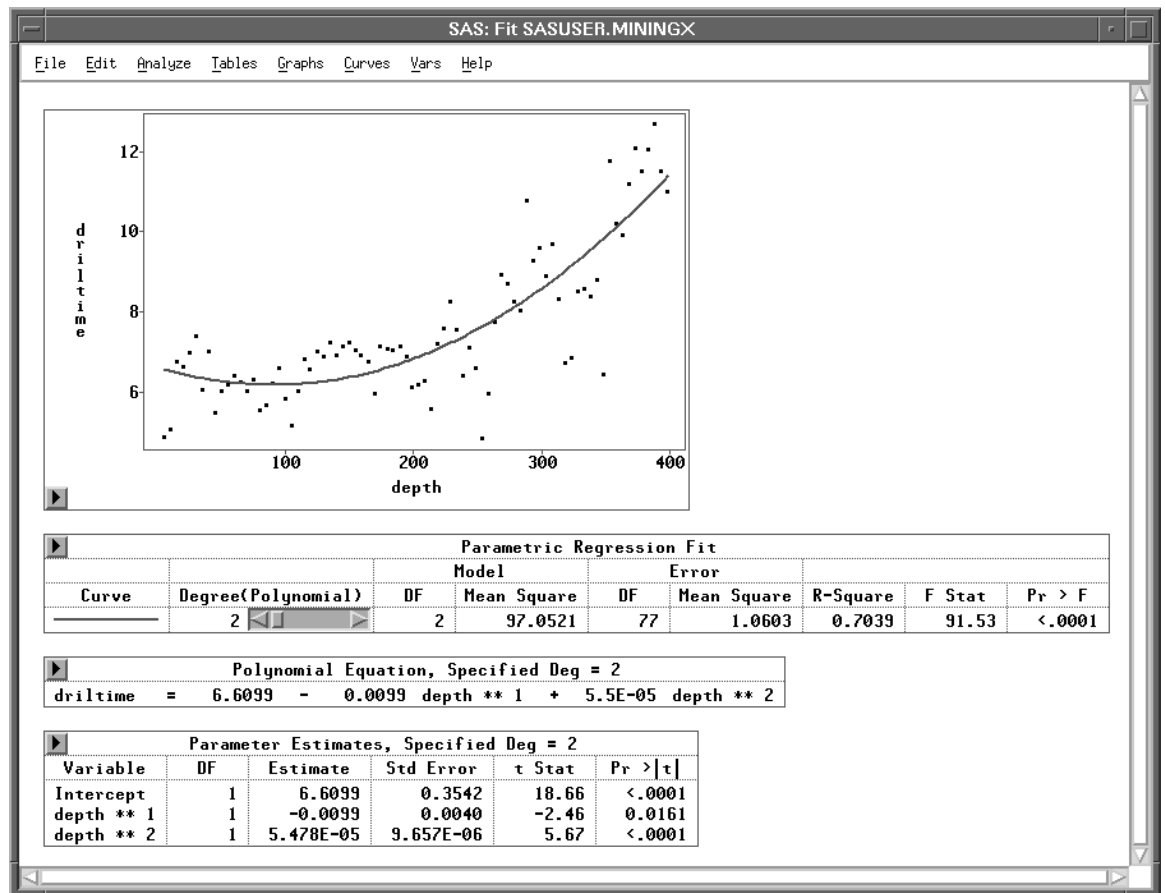 SAS: Fit SASUSER.MININGX
File Edit Analyze Tables Graphs Curves Vars Help
driltime
12
10
8
6
100 200 300 400
depth
Parametric Regression Fit
Model Error
Curve Degree(Polynomial) DF Mean Square DF Mean Square R-Square F Stat Pr > F
2 2 97.0521 77 1.0603 0.7039 91.53 <.0001
Polynomial Equation, Specified Deg = 2
driltime = 6.6099 - 0.0099 depth ** 1 + 5.5E-05 depth ** 2
Parameter Estimates, Specified Deg = 2
Variable DF Estimate Std Error t Stat Pr >|t|
Intercept 1 6.6099 0.3542 18.66 <.0001
depth ** 1 1 -0.0099 0.0040 -2.46 0.0161
depth ** 2 1 5.478E-05 9.657E-06 5.67 <.0001